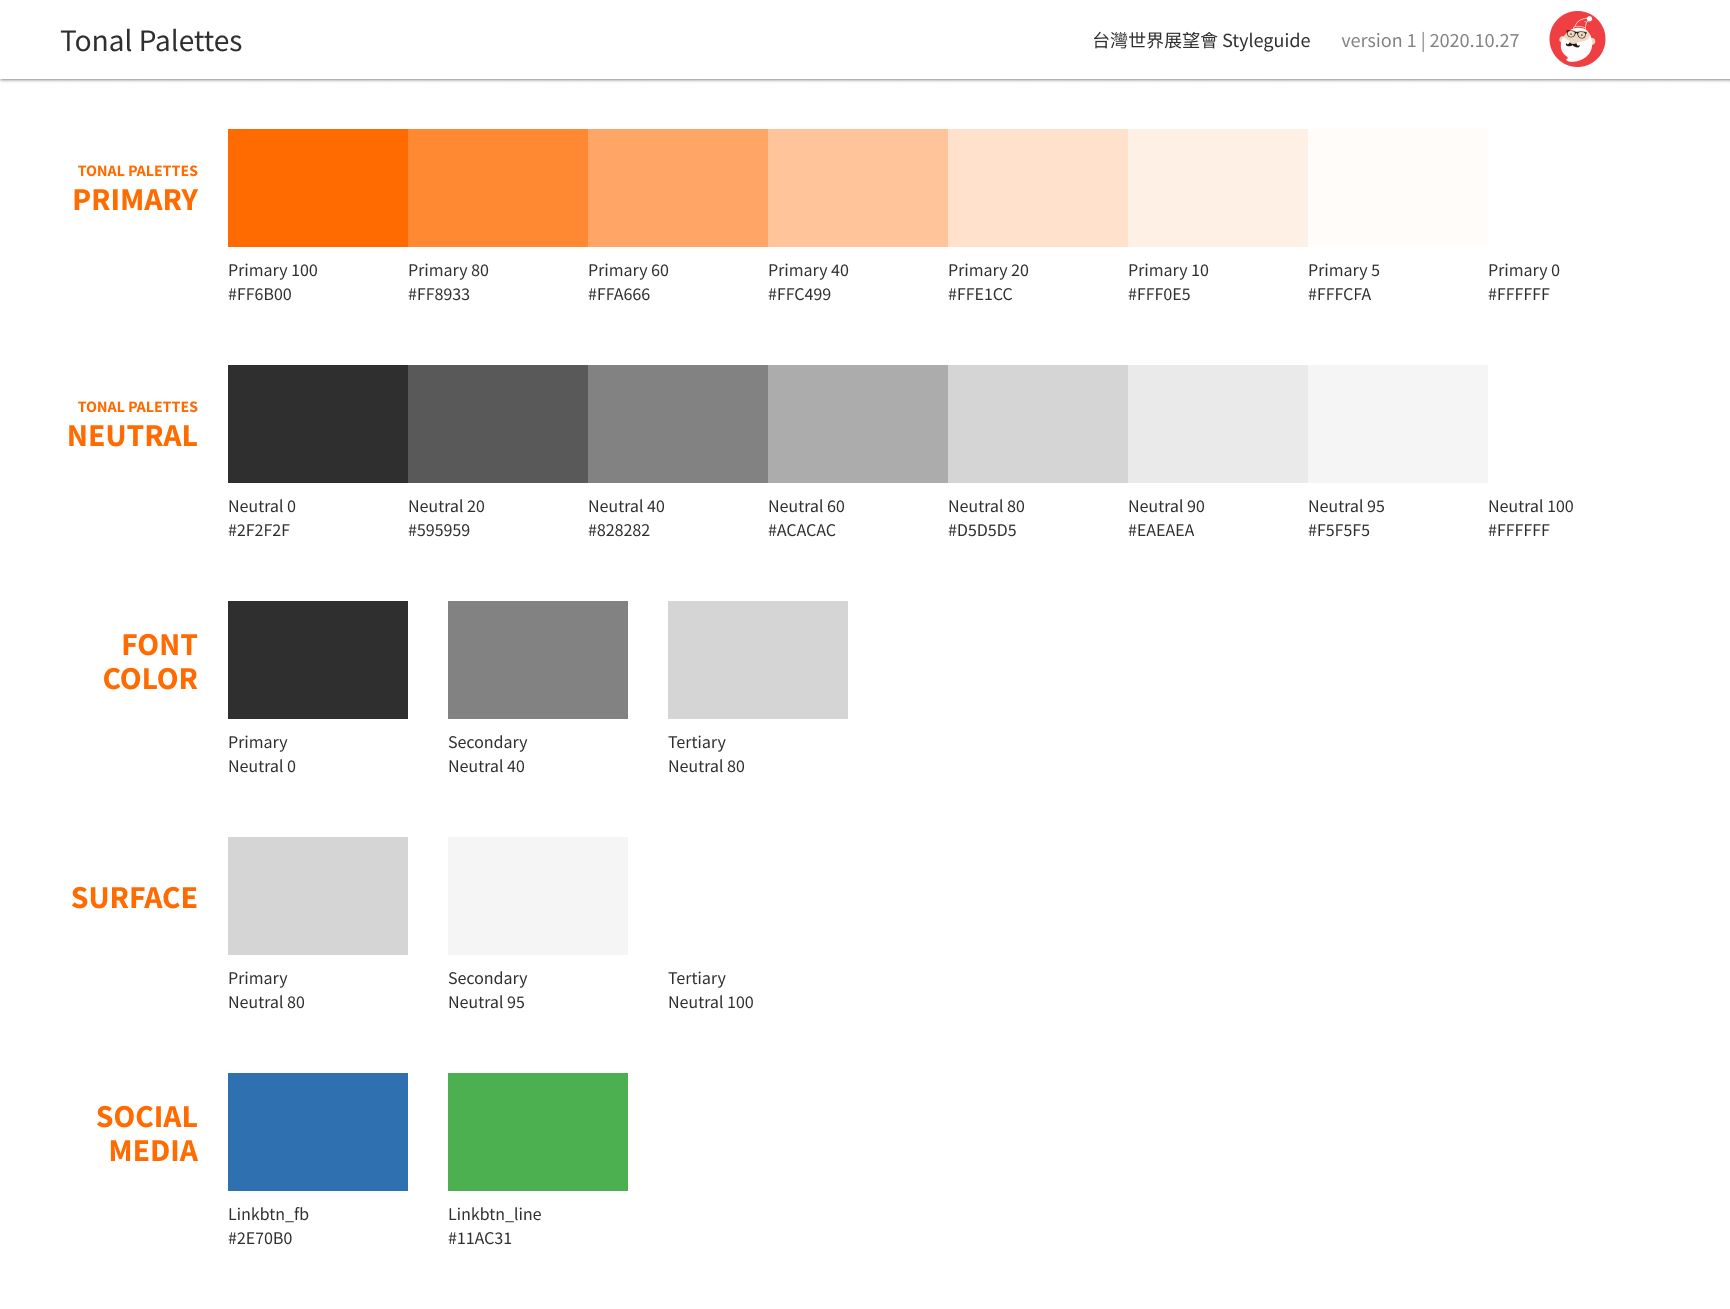 Tonal Palettes
台灣世界展望會 Styleguide
version 1 | 2020.10.27
TONAL PALETTES
PRIMARY
Primary 100
#FF6B00
Primary 80
#FF8933
Primary 60
#FFA666
Primary 40
#FFC499
Primary 20
#FFE1CC
Primary 10
#FFF0E5
Primary 5
#FFFCFA
Primary 0
#FFFFFF
TONAL PALETTES
NEUTRAL
Neutral 0
#2F2F2F
Neutral 20
#595959
Neutral 40
#828282
Neutral 60
#ACACAC
Neutral 80
#D5D5D5
Neutral 90
#EAEAEA
Neutral 95
#F5F5F5
Neutral 100
#FFFFFF
FONT
COLOR
Primary
Neutral 0
Secondary
Neutral 40
Tertiary
Neutral 80
SURFACE
Primary
Neutral 80
Secondary
Neutral 95
Tertiary
Neutral 100
SOCIAL
MEDIA
Linkbtn_fb
#2E70B0
Linkbtn_line
#11AC31